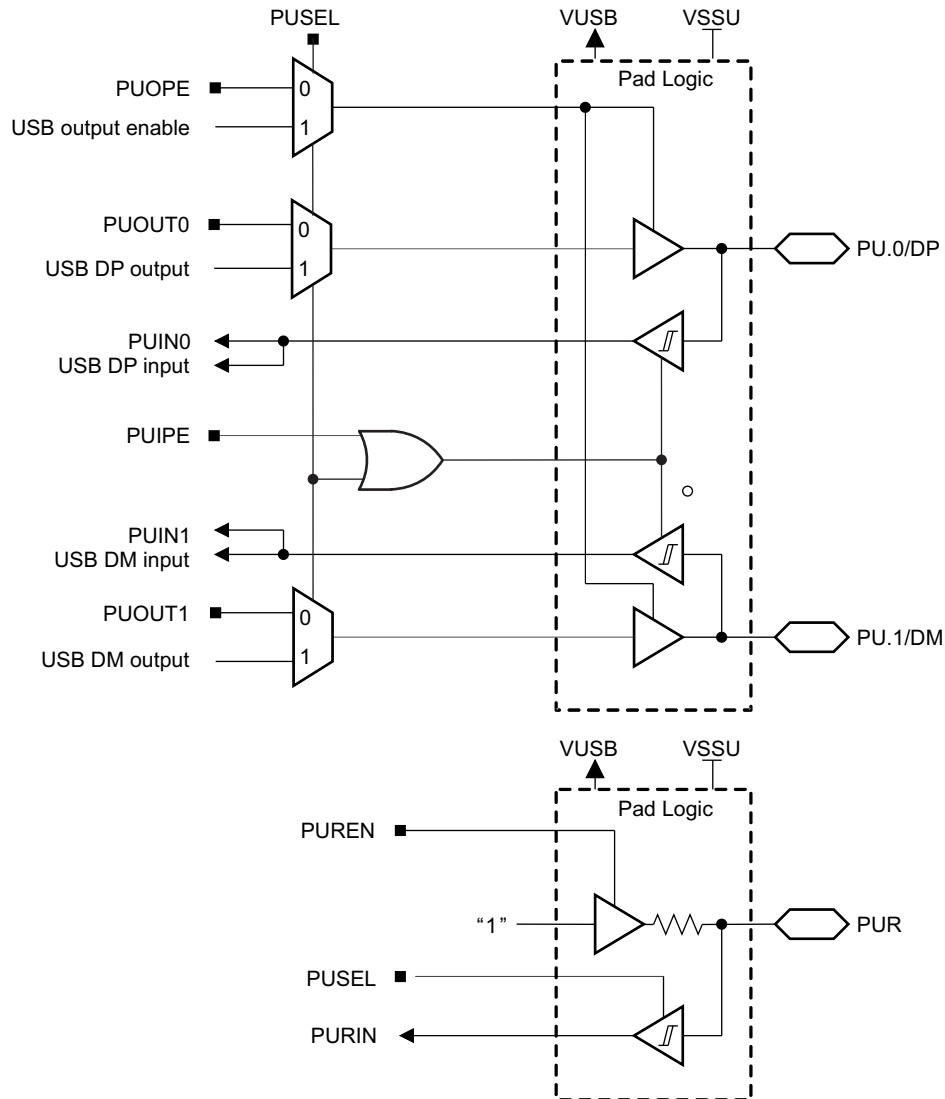 PUSEL
VUSB
VSSU
Pad Logic
PUOPE
0
USB output enable
1
PUOUT0
0
USB DP output
1
PU.0/DP
PUIN0
USB DP input
PUIPE
PUIN1
USB DM input
PUOUT1
0
USB DM output
1
PU.1/DM
VUSB
VSSU
Pad Logic
PUREN
“1”
PUR
PUSEL
PURIN